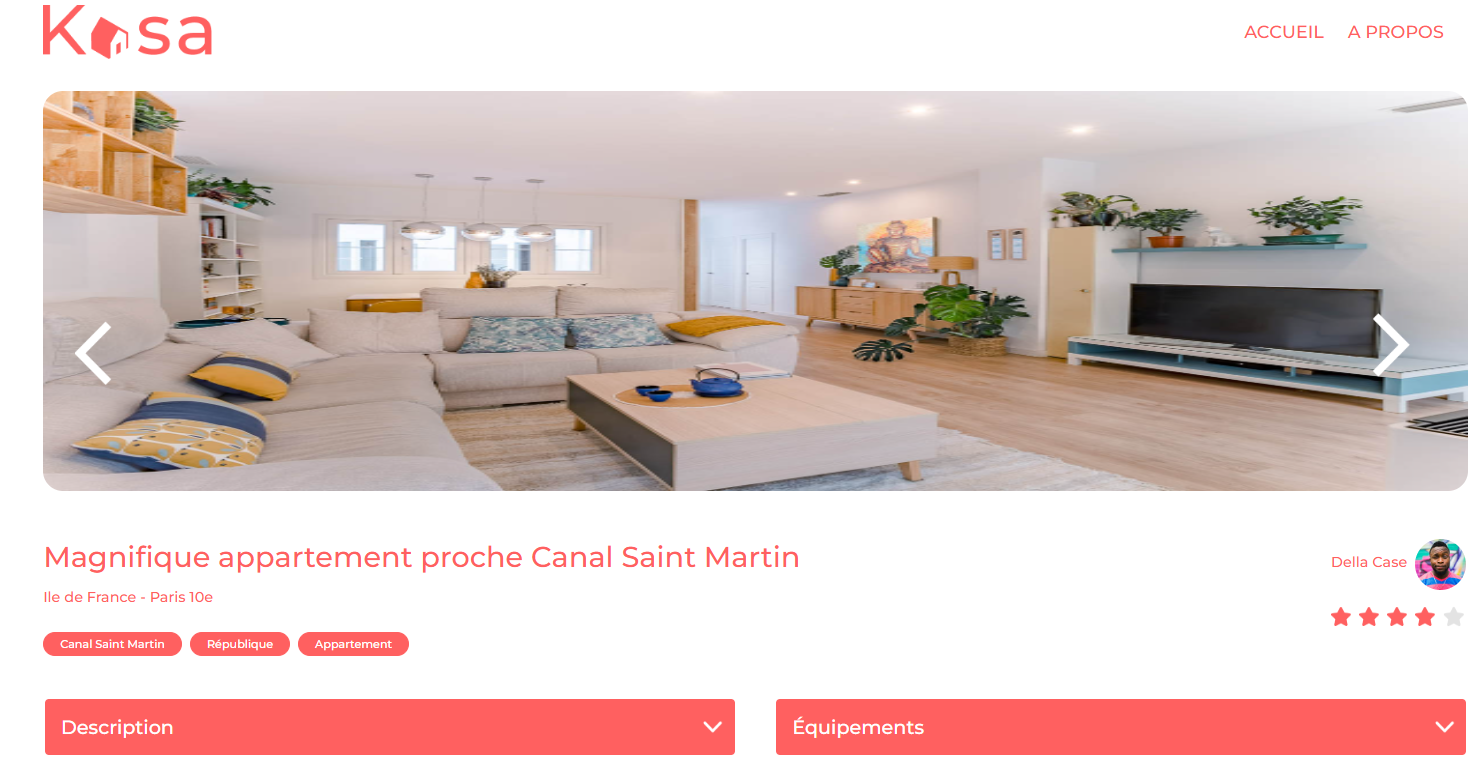 Kasa
ACCUEIL A PROPOS
Magnifique appartement proche Canal Saint Martin
Della Case
Ile de France - Paris 10e
Canal Saint Martin République Appartement
Description Équipements